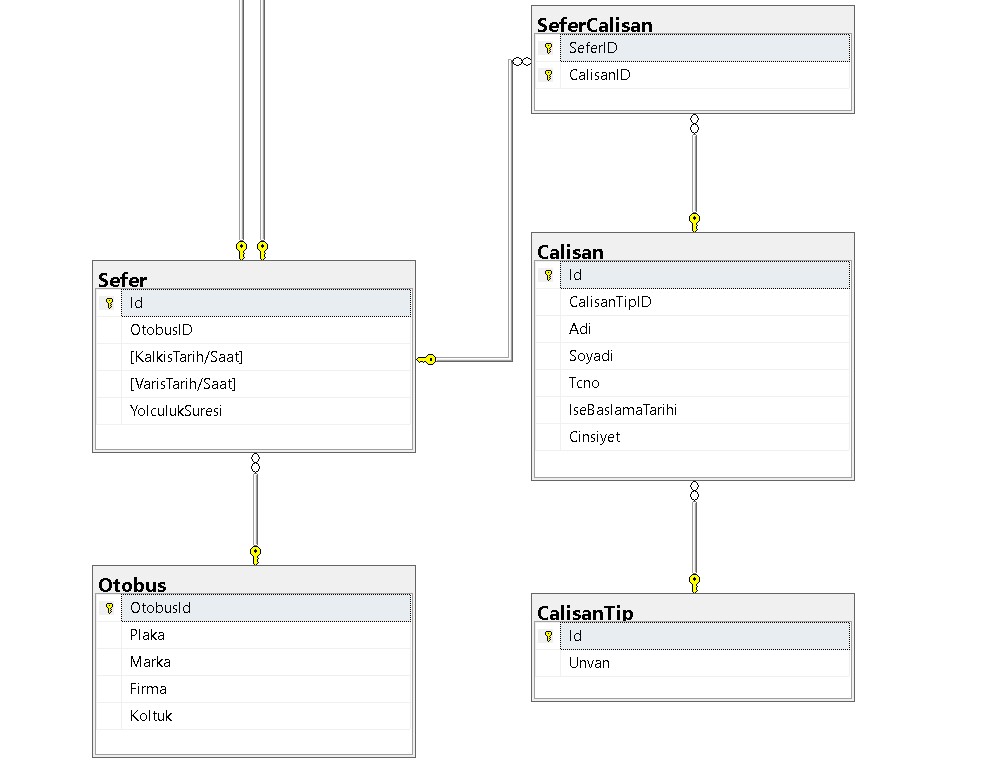 SeferCalisan
SeferID
CalisanID
Sefer
Id
OtobusID
[KalkisTarih/Saat]
[VarisTarih/Saat]
YolculukSuresi
Calisan
Id
CalisanTipID
Adi
Soyadi
Tcno
IseBaslamaTarihi
Cinsiyet
Otobus
OtobusId
Plaka
Marka
Firma
Koltuk
CalisanTip
Id
Unvan